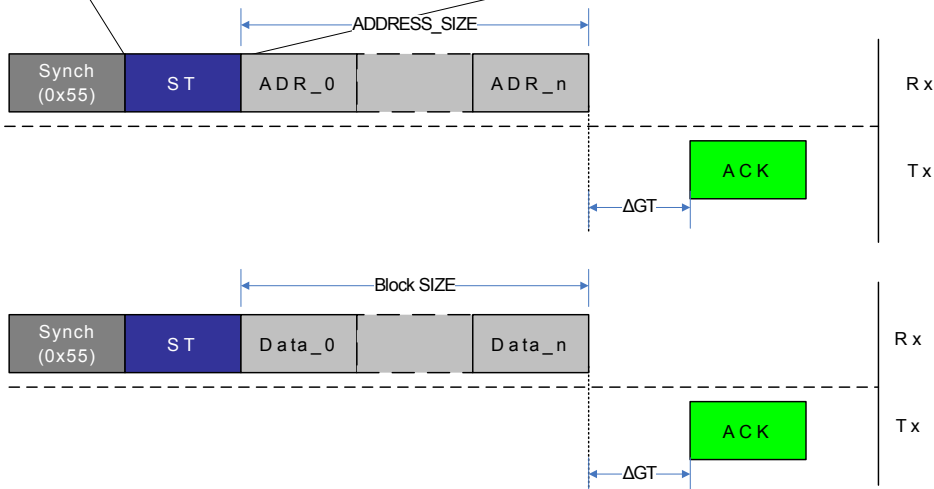 ADDRESS_SIZE
Synch
(0x55)
ST
ADR_0
ADR_n
Rx
ACK
Tx
ΔGT
Block SIZE
Synch
(0x55)
ST
Data_0
Data_n
Rx
ACK
Tx
ΔGT